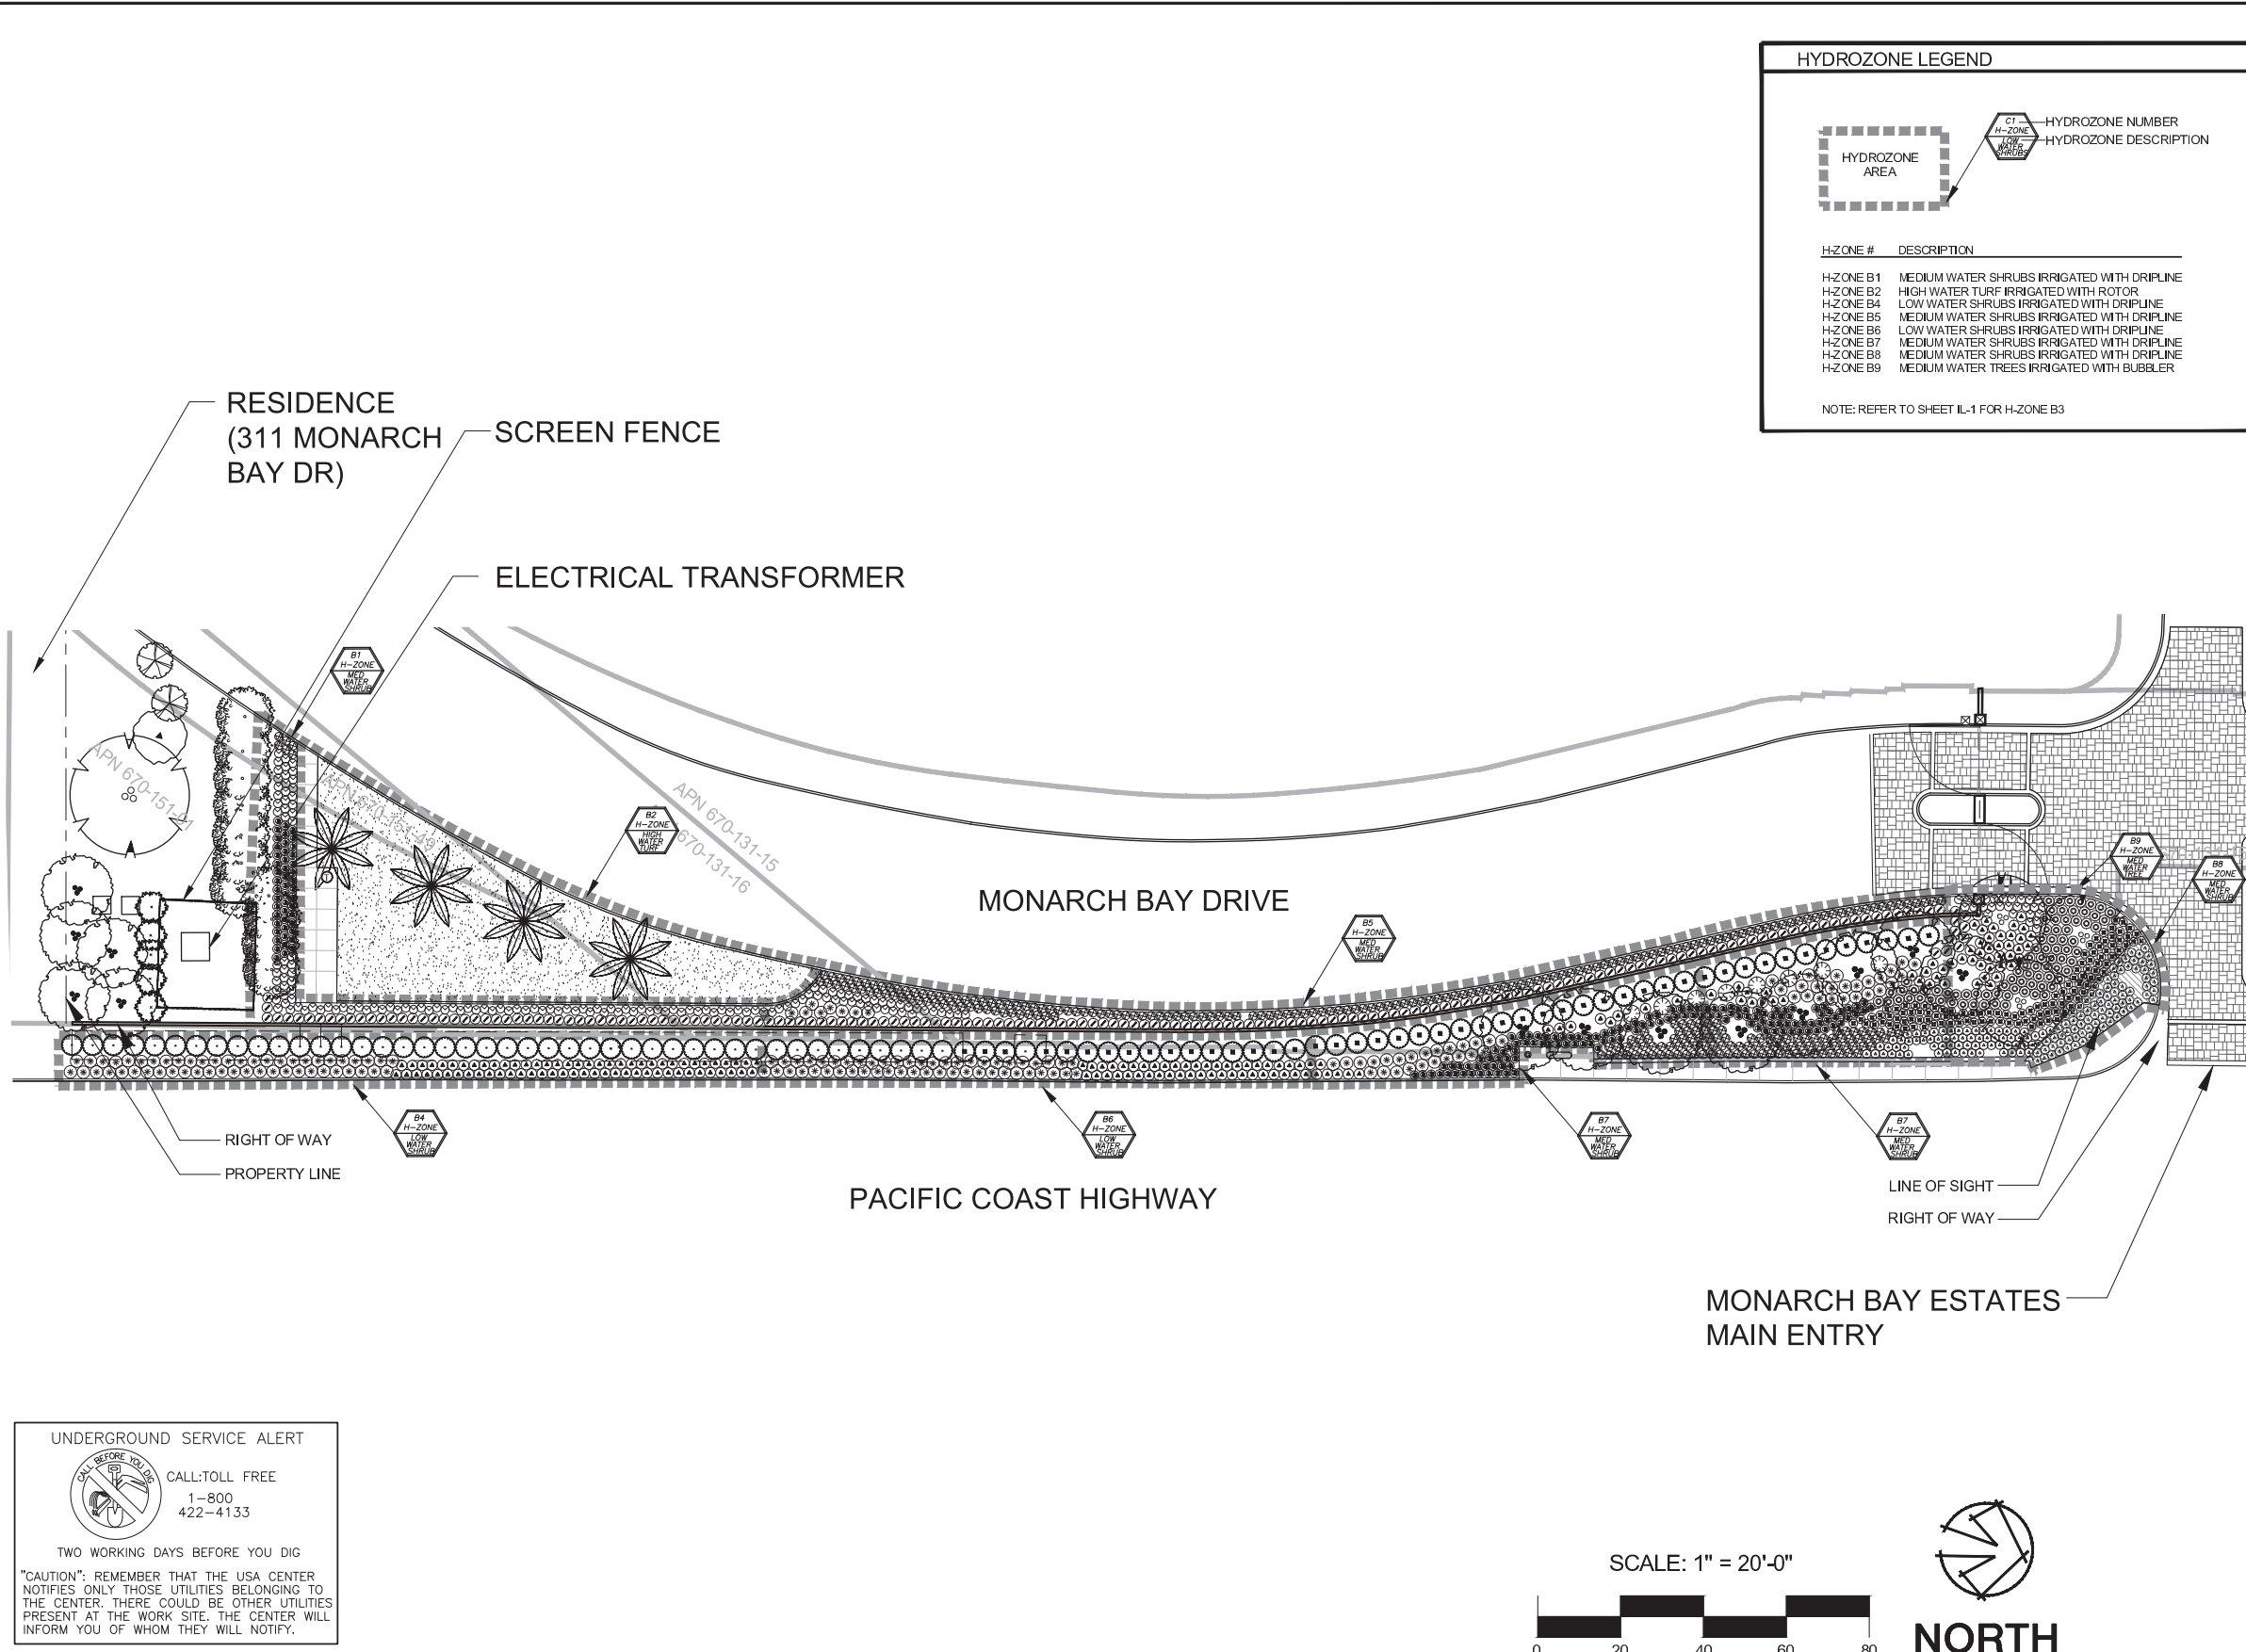 HYDROZONE LEGEND
C1
H-ZONE
LOW
WATER
SHRUBS
HYDROZONE NUMBER
HYDROZONE DESCRIPTION
HYDROZONE
AREA
H-ZONE # DESCRIPTION
H-ZONE B1 MEDIUM WATER SHRUBS IRRIGATED WITH DRIPLINE
H-ZONE B2 HIGH WATER TURF IRRIGATED WITH ROTOR
H-ZONE B4 LOW WATER SHRUBS IRRIGATED WITH DRIPLINE
H-ZONE B5 MEDIUM WATER SHRUBS IRRIGATED WITH DRIPLINE
H-ZONE B6 LOW WATER SHRUBS IRRIGATED WITH DRIPLINE
H-ZONE B7 MEDIUM WATER SHRUBS IRRIGATED WITH DRIPLINE
H-ZONE B8 MEDIUM WATER SHRUBS IRRIGATED WITH DRIPLINE
H-ZONE B9 MEDIUM WATER TREES IRRIGATED WITH BUBBLER
NOTE: REFER TO SHEET IL-1 FOR H-ZONE B3
RESIDENCE
(311 MONARCH
BAY DR)
SCREEN FENCE
ELECTRICAL TRANSFORMER
B1
H-ZONE
MED
WATER
SHRUB
APN 670-151-
APN 670-151-
B2
H-ZONE
HIGH
WATER
TURF
APN 670-131-15
670-131-16
MONARCH BAY DRIVE
B5
H-ZONE
MED
WATER
SHRUB
B9
H-ZONE
MED
WATER
TREE
B8
H-ZONE
MED
WATER
SHRUB
B4
H-ZONE
LOW
WATER
SHRUB
B6
H-ZONE
LOW
WATER
SHRUB
B7
H-ZONE
MED
WATER
SHRUB
B7
H-ZONE
MED
WATER
SHRUB
RIGHT OF WAY
PROPERTY LINE
PACIFIC COAST HIGHWAY
LINE OF SIGHT
RIGHT OF WAY
MONARCH BAY ESTATES
MAIN ENTRY
UNDERGROUND SERVICE ALERT
CALL BEFORE YOU DIG
CALL:TOLL FREE
1-800
422-4133
TWO WORKING DAYS BEFORE YOU DIG
"CAUTION": REMEMBER THAT THE USA CENTER
NOTIFIES ONLY THOSE UTILITIES BELONGING TO
THE CENTER. THERE COULD BE OTHER UTILITIES
PRESENT AT THE WORK SITE. THE CENTER WILL
INFORM YOU OF WHOM THEY WILL NOTIFY.
SCALE: 1" = 20'-0"
0 20 40 60 80
NORTH